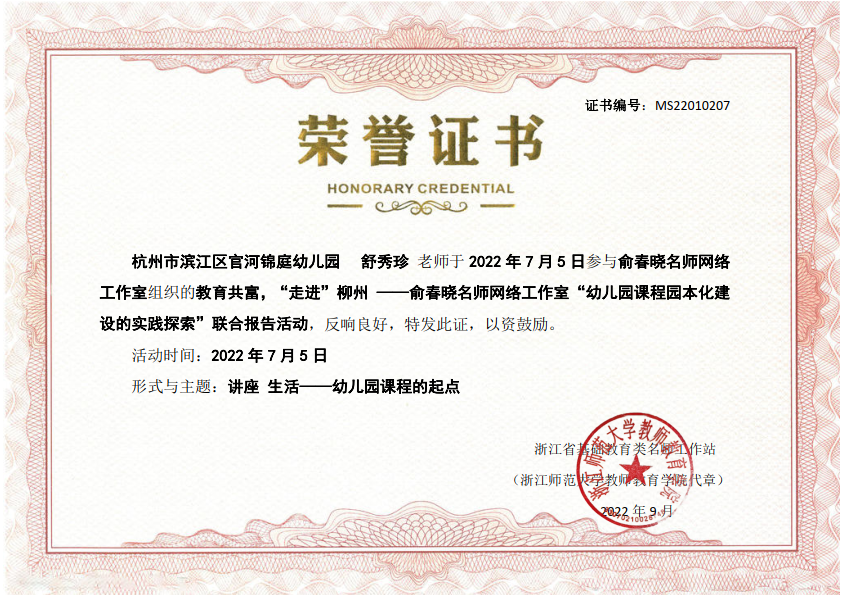 证书编号：MS22010207
荣誉证书
HONORARY CREDENTIAL
杭州市滨江区官河锦庭幼儿园 舒秀珍 老师于 2022 年 7 月 5 日参与俞春晓名师网络
工作室组织的教育共富，“走进”柳州 ——俞春晓名师网络工作室“幼儿园课程园本化建
设的实践探索”联合报告活动，反响良好，特发此证，以资鼓励。
活动时间：2022 年 7 月 5 日
形式与主题：讲座 生活——幼儿园课程的起点
浙江省基础教育类名师工作站
（浙江师范大学教师教育学院代章）
2022 年 9 月
浙江师范大学教师教育学院